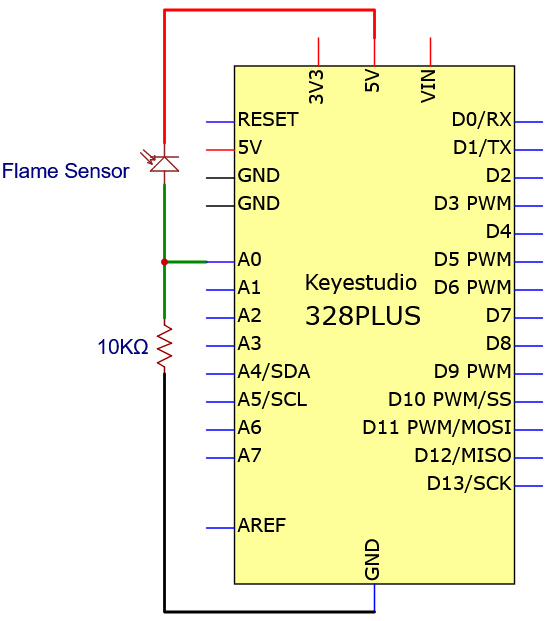 3V3
5V
VIN
RESET
D0/RX
5V
D1/TX
Flame Sensor
GND
D2
GND
D3 PWM
D4
A0
D5 PWM
Keyestudio
A1
D6 PWM
328PLUS
A2
D7
10KΩ
A3
D8
A4/SDA
D9 PWM
A5/SCL
D10 PWM/SS
A6
D11 PWM/MOSI
A7
D12/MISO
D13/SCK
AREF
GND